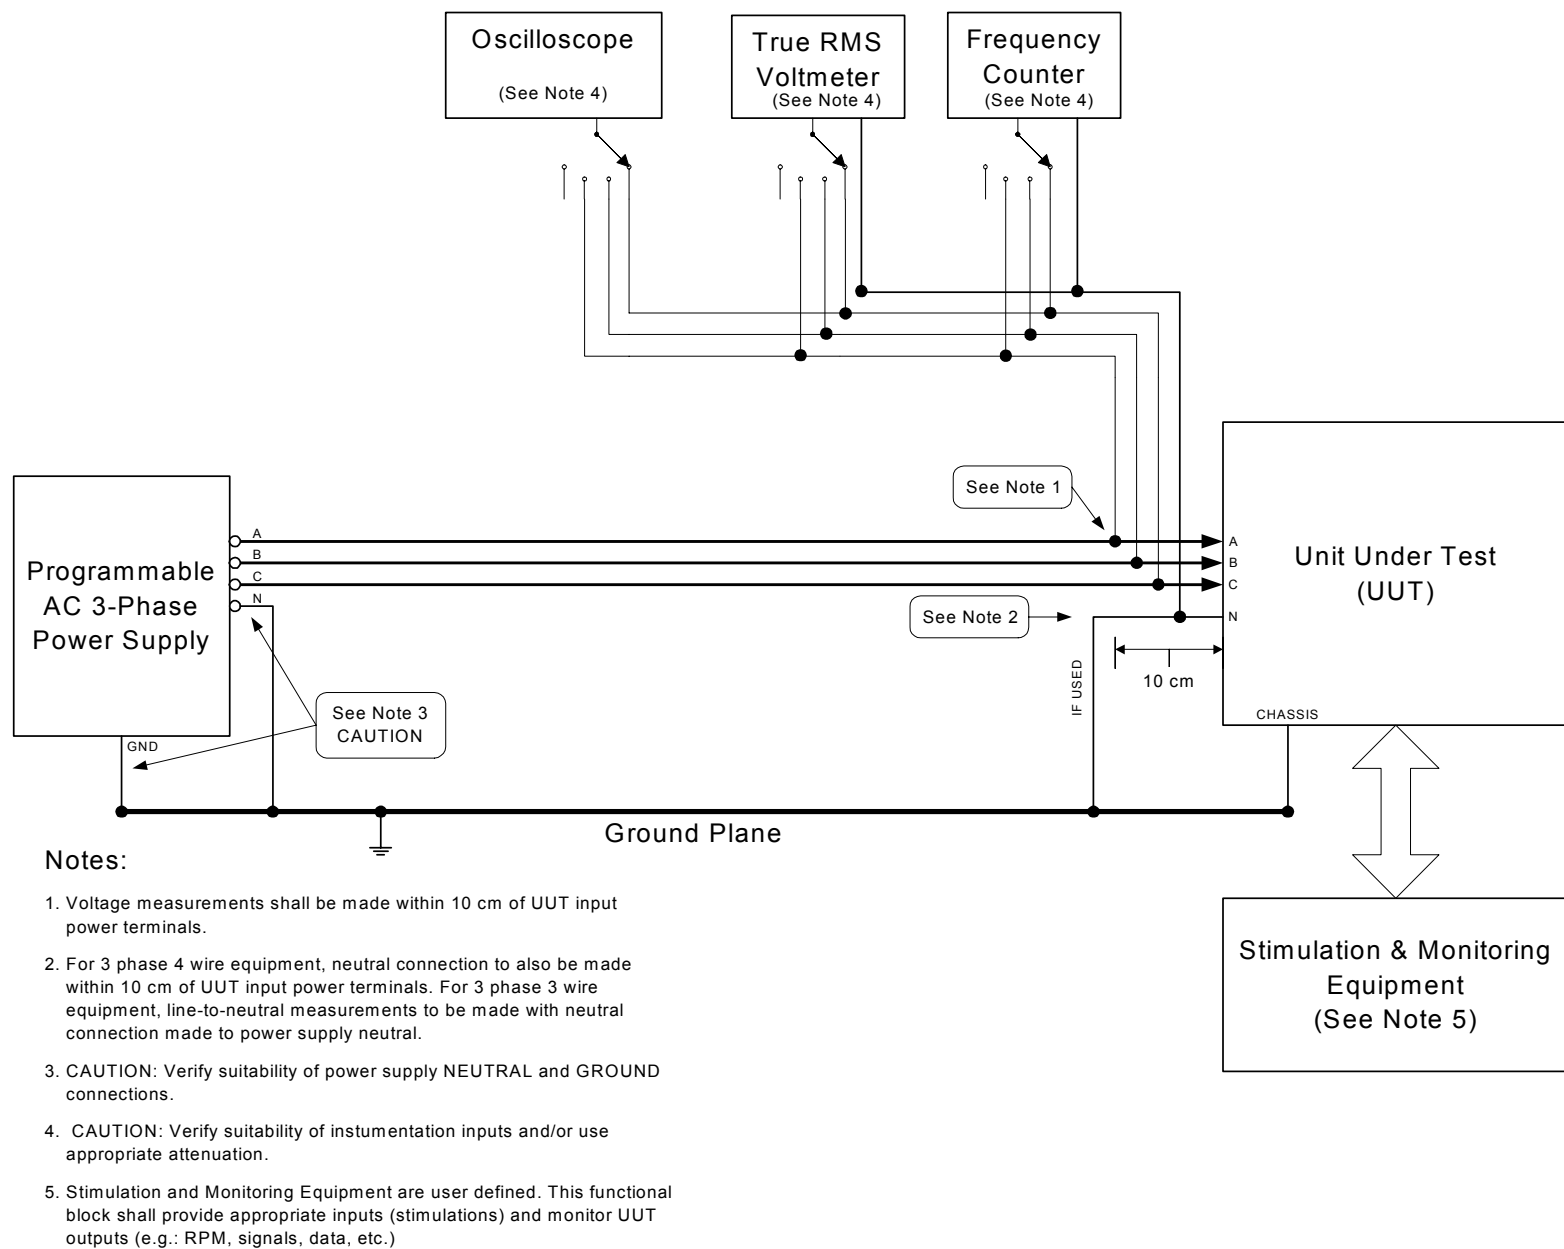 Oscilloscope
(See Note 4)
True RMS
Voltmeter
(See Note 4)
Frequency
Counter
(See Note 4)
See Note 1
Programmable
AC 3-Phase
Power Supply
A
B
C
N
A
B
C
N
Unit Under Test
(UUT)
See Note 2
IF USED
10 cm
See Note 3
CAUTION
GND
CHASSIS
Ground Plane
Stimulation & Monitoring
Equipment
(See Note 5)
Notes:
1. Voltage measurements shall be made within 10 cm of UUT input
power terminals.
2. For 3 phase 4 wire equipment, neutral connection to also be made
within 10 cm of UUT input power terminals. For 3 phase 3 wire
equipment, line-to-neutral measurements to be made with neutral
connection made to power supply neutral.
3. CAUTION: Verify suitability of power supply NEUTRAL and GROUND
connections.
4. CAUTION: Verify suitability of instumentation inputs and/or use
appropriate attenuation.
5. Stimulation and Monitoring Equipment are user defined. This functional
block shall provide appropriate inputs (stimulations) and monitor UUT
outputs (e.g.: RPM, signals, data, etc.)